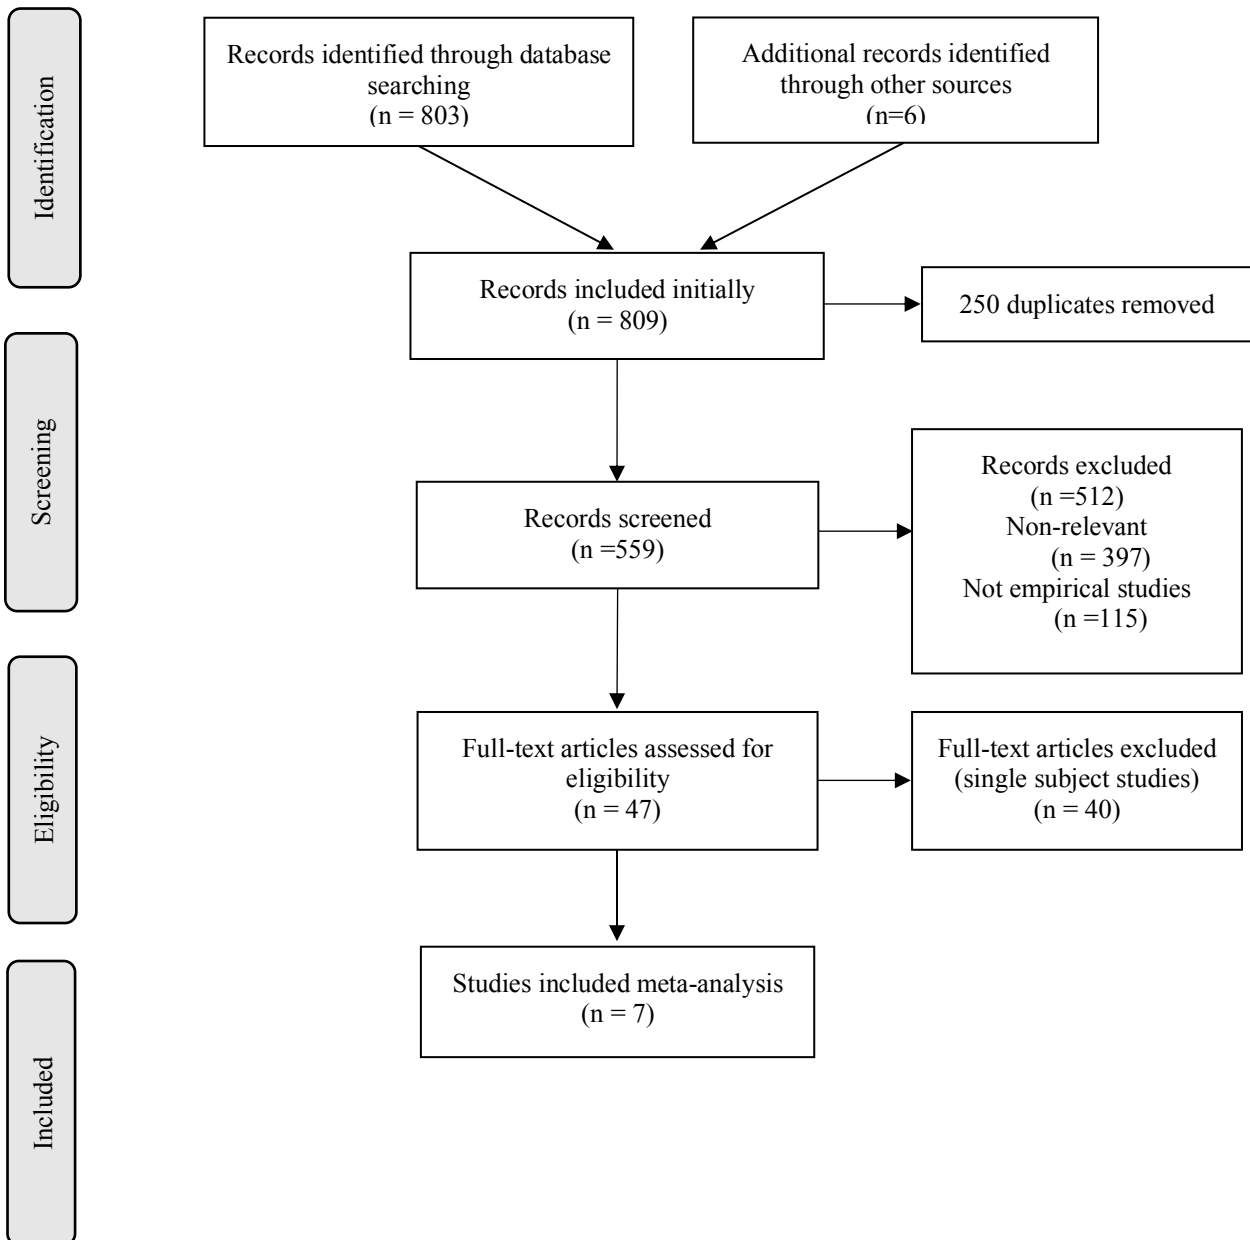 Identification
Records identified through database
searching
(n = 803)
Additional records identified
through other sources
(n=6)
Records included initially
(n = 809)
250 duplicates removed
Screening
Records screened
(n =559)
Records excluded
(n =512)
Non-relevant
(n = 397)
Not empirical studies
(n =115)
Eligibility
Full-text articles assessed for
eligibility
(n = 47)
Full-text articles excluded
(single subject studies)
(n = 40)
Included
Studies included meta-analysis
(n = 7)